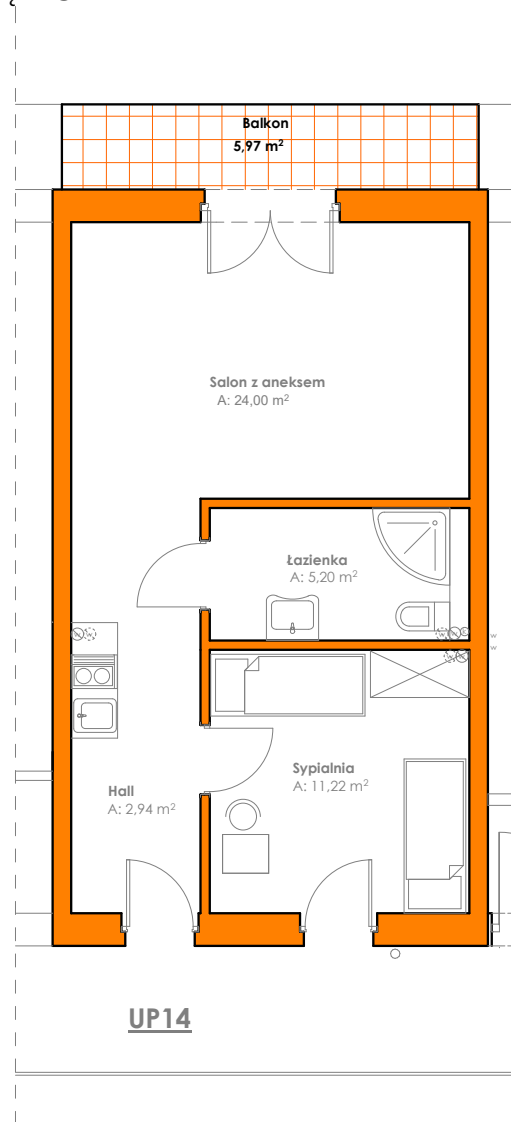 Balkon
5,97 m²
Salon z aneksem
A: 24,00 m²
Łazienka
A: 5,20 m²
Sypialnia
A: 11,22 m²
Hall
A: 2,94 m²
UP14